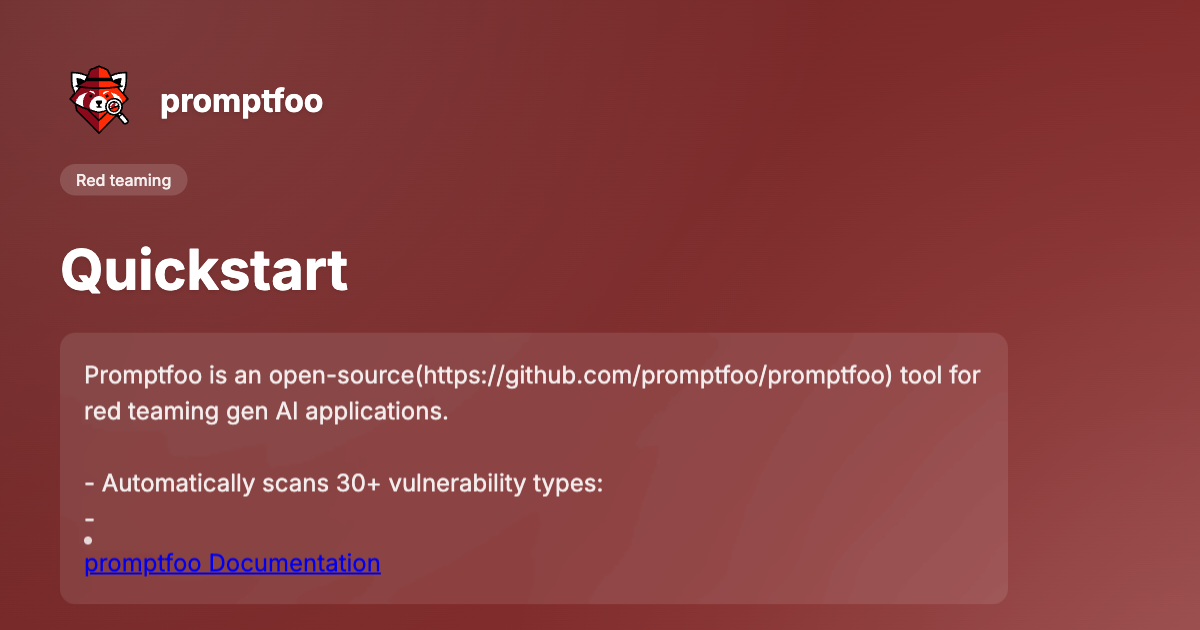 promptfoo
Red teaming
Quickstart
Promptfoo is an open-source(https://github.com/promptfoo/promptfoo) tool for
red teaming gen AI applications.
- Automatically scans 30+ vulnerability types:
-
•
promptfoo Documentation